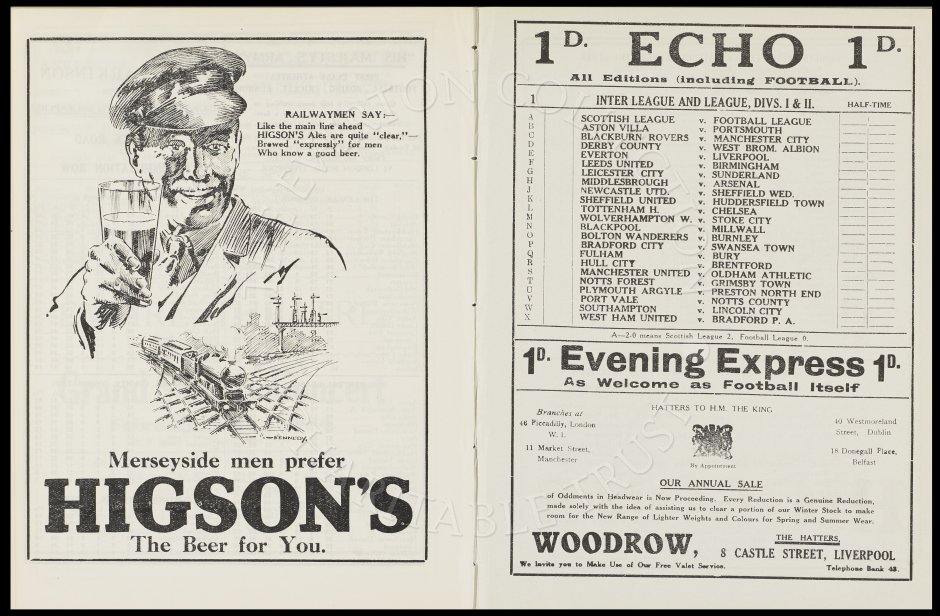 RAILWAYMEN SAY:—
Like the main line ahead
HIGSON'S Ales are quite "clear,"—
Brewed "expressly" for men
Who know a good beer.
Merseyside men prefer
HIGSON'S
The Beer for You.
1D. ECHO 1D.
All Editions (including FOOTBALL).
1 INTER LEAGUE AND LEAGUE, DIVS. I & II. HALF-TIME
A SCOTTISH LEAGUE v. FOOTBALL LEAGUE
B ASTON VILLA v. PORTSMOUTH
C BLACKBURN ROVERS v. MANCHESTER CITY
D DERBY COUNTY v. WEST BROM. ALBION
E EVERTON v. LIVERPOOL
F LEEDS UNITED v. BIRMINGHAM
G LEICESTER CITY v. SUNDERLAND
H MIDDLESBROUGH v. ARSENAL
J NEWCASTLE UTD. v. SHEFFIELD WED.
K SHEFFIELD UNITED v. HUDDERSFIELD TOWN
L TOTTENHAM H. v. CHELSEA
M WOLVERHAMPTON W. v. STOKE CITY
N BLACKPOOL v. MILLWALL
O BOLTON WANDERERS v. BURNLEY
P BRADFORD CITY v. SWANSEA TOWN
Q FULHAM v. BURY
R HULL CITY v. BRENTFORD
S MANCHESTER UNITED v. OLDHAM ATHLETIC
T NOTTS FOREST v. GRIMSBY TOWN
U PLYMOUTH ARGYLE v. PRESTON NORTH END
V PORT VALE v. NOTTS COUNTY
W SOUTHAMPTON v. LINCOLN CITY
X WEST HAM UNITED v. BRADFORD P. A.
A—2-0 means Scottish League 2, Football League 0.
1D. Evening Express 1D.
As Welcome as Football Itself
HATTERS TO H.M. THE KING
Branches at
46 Piccadilly, London
W. 1.
11 Market Street,
Manchester
By Appointment
40 Westmoreland
Street, Dublin
18 Donegall Place,
Belfast
OUR ANNUAL SALE
of Oddments in Headwear is Now Proceeding. Every Reduction is a Genuine Reduction,
made solely with the idea of assisting us to clear a portion of our Winter Stock to make
room for the New Range of Lighter Weights and Colours for Spring and Summer Wear.
WOODROW, THE HATTERS,
8 CASTLE STREET, LIVERPOOL
We invite you to Make Use of Our Free Valet Service. Telephone Bank 43.